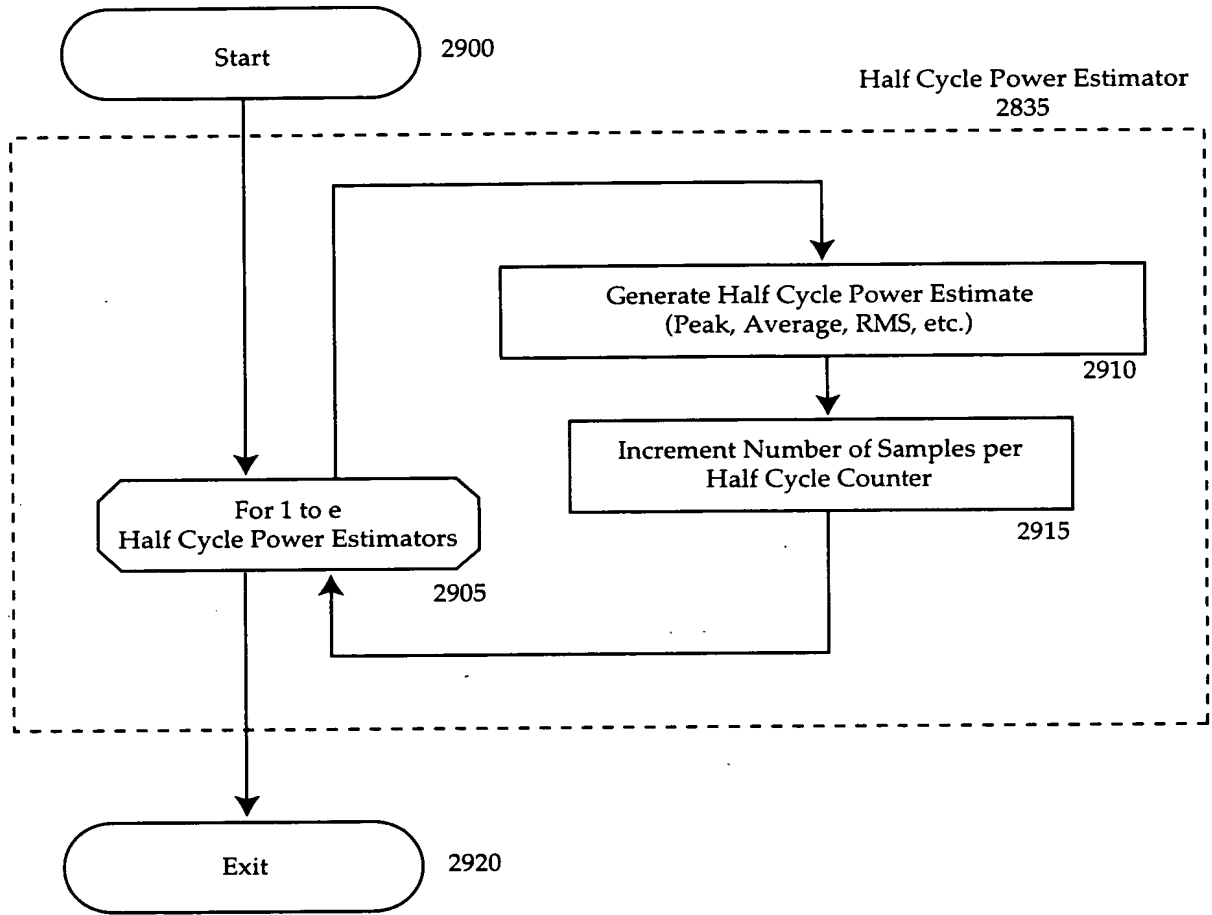 Start
2900
Half Cycle Power Estimator
2835
Generate Half Cycle Power Estimate
(Peak, Average, RMS, etc.)
2910
Increment Number of Samples per
Half Cycle Counter
2915
For 1 to e
Half Cycle Power Estimators
2905
Exit
2920